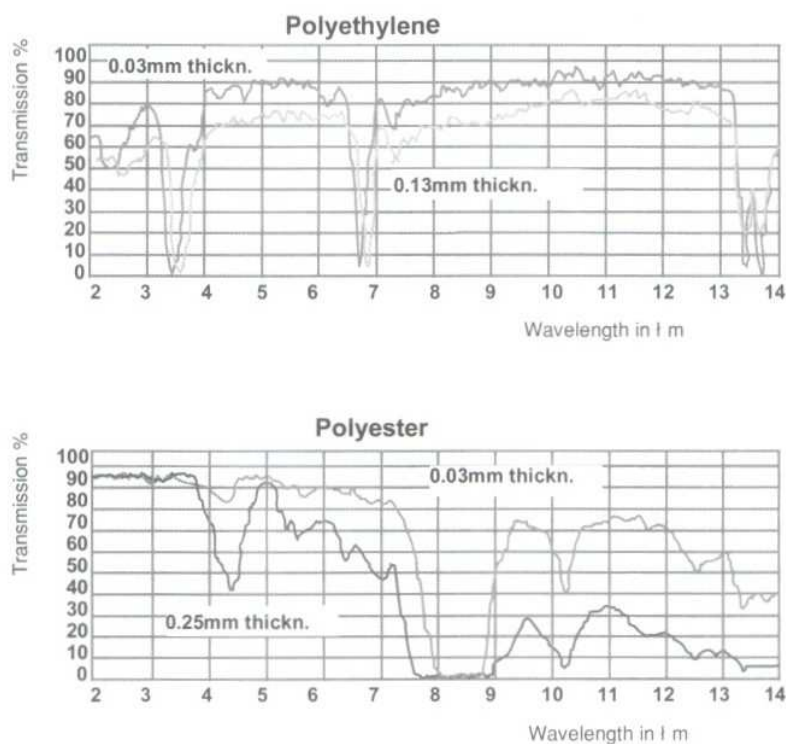 Polyethylene
Transmission %
100
90
80
70
60
50
40
30
20
10
0
0.03mm thickn.
0.13mm thickn.
2 3 4 5 6 7 8 9 10 11 12 13 14
Wavelength in ł m
Polyester
Transmission %
100
90
80
70
60
50
40
30
20
10
0
0.03mm thickn.
0.25mm thickn.
2 3 4 5 6 7 8 9 10 11 12 13 14
Wavelength in ł m